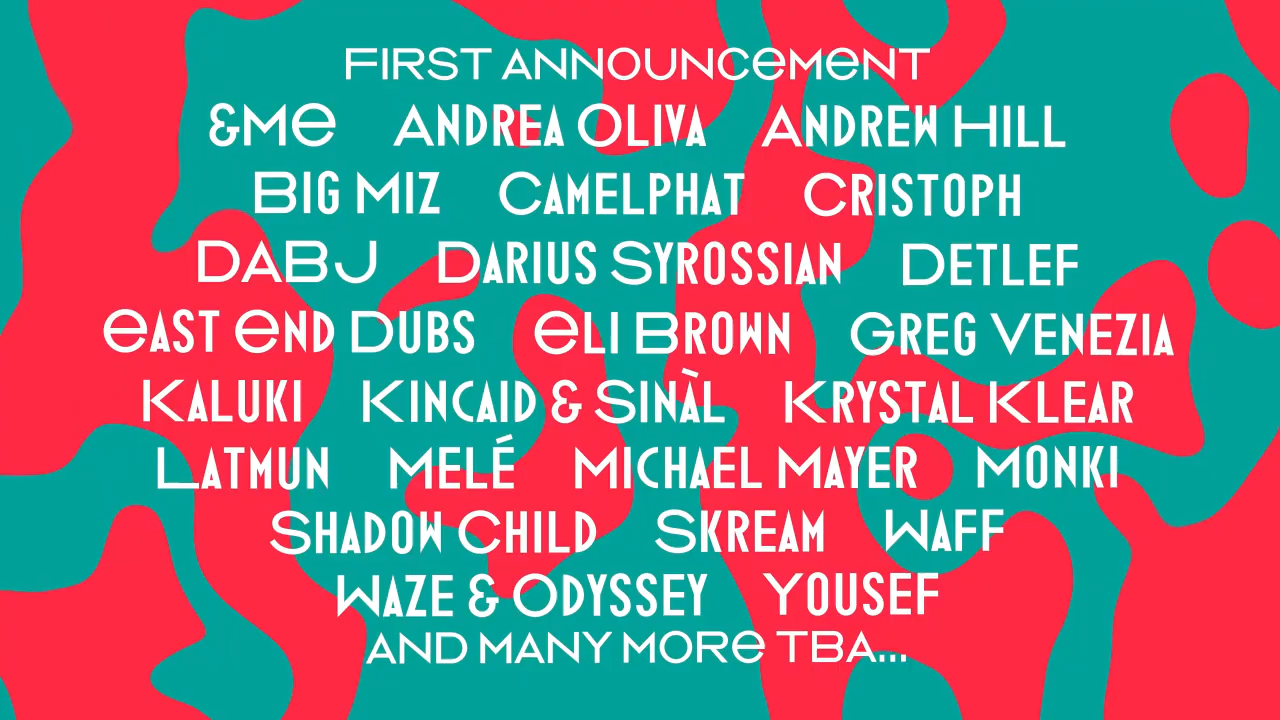 FIRST ANNOUNCEMENT
&ME ANDREA OLIVA ANDREW HILL
BIG MIZ CAMELPHAT CRISTOPH
DABJ DARIUS SYROSSIAN DETLEF
EAST END DUBS ELI BROWN GREG VENEZIA
KALUKI KINCAID & SINÀL KRYSTAL KLEAR
LATMUN MELÉ MICHAEL MAYER MONKI
SHADOW CHILD SKREAM WAFF
WAZE & ODYSSEY YOUSEF
AND MANY MORE TBA...